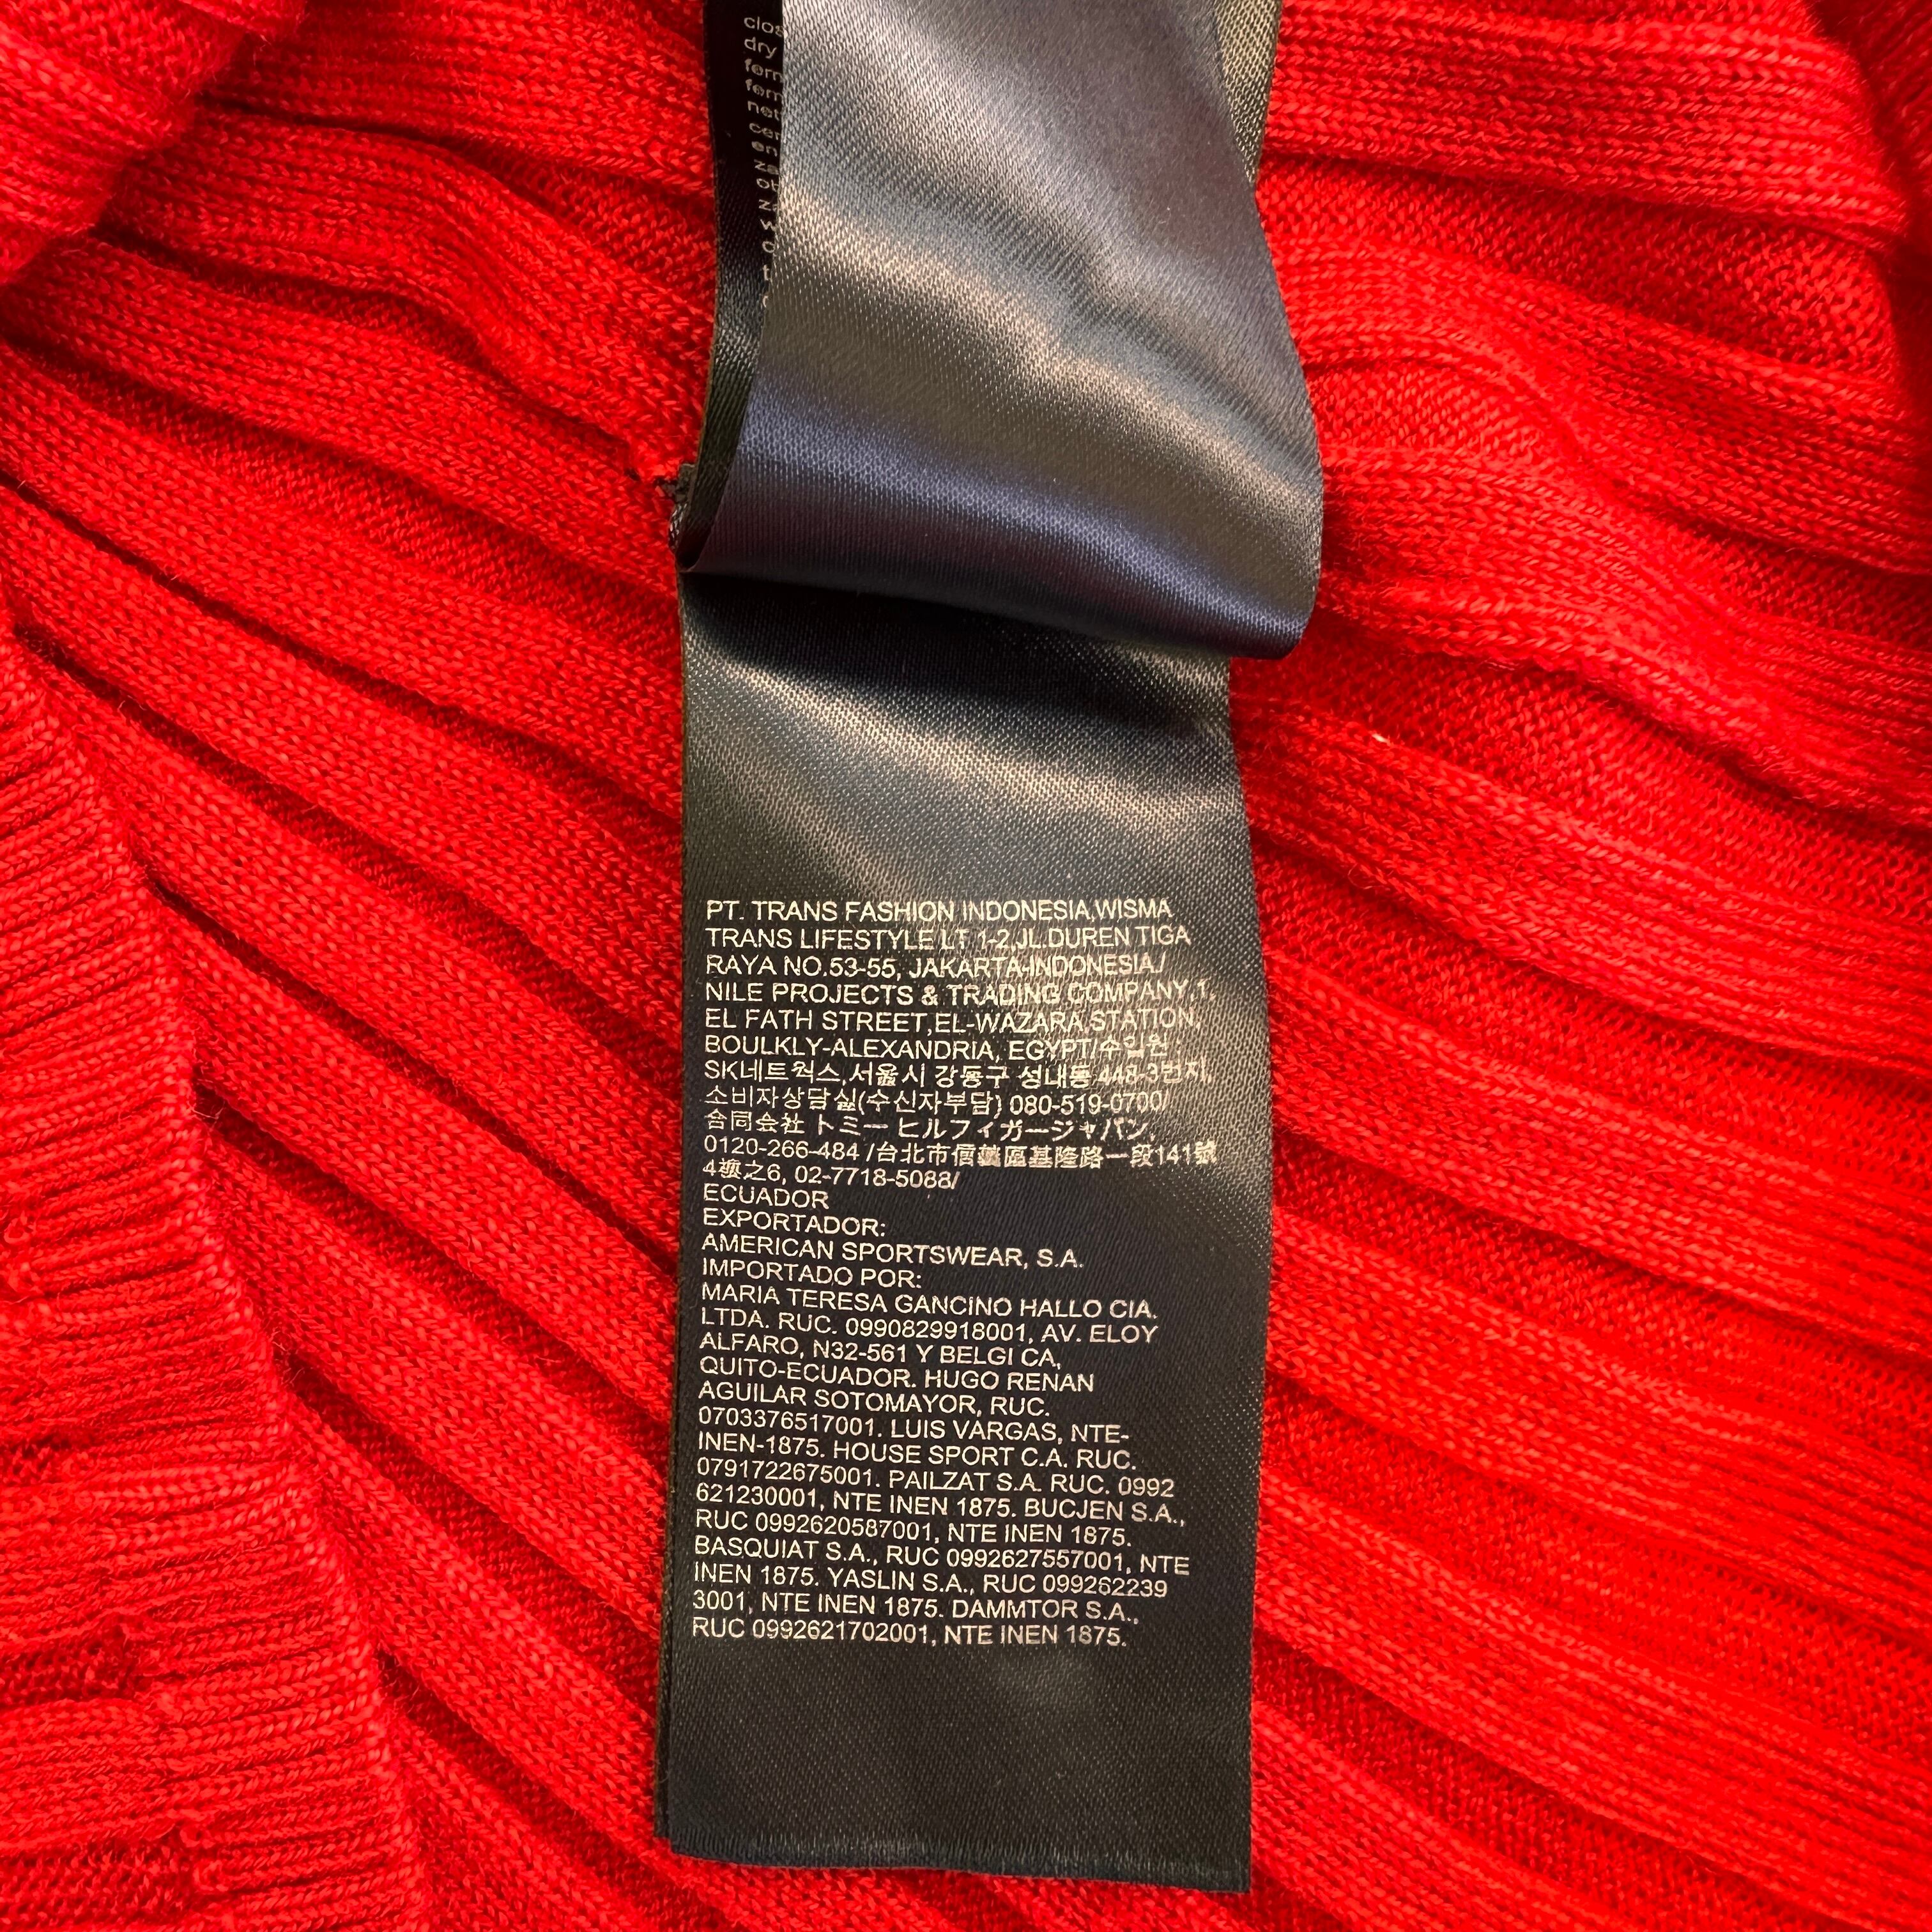 clos
dry
fern
fem
net
cer
en
za
PT. TRANS FASHION INDONESIA,WISMA
TRANS LIFESTYLE LT 1-2,JL.DUREN TIGA
RAYA NO.53-55, JAKARTA-INDONESIA/
NILE PROJECTS & TRADING COMPANY,1,
EL FATH STREET,EL-WAZARA,STATION,
BOULKLY-ALEXANDRIA, EGYPT/수입원
SK네트웍스,서울시 강동구 성내동 448-3번지,
소비자상담실(수신자부담) 080-519-0700/
合同会社 トミー ヒルフィガージャパン,
0120-266-484 /台北市信義區基隆路一段141號
4樓之6, 02-7718-5088/
ECUADOR
EXPORTADOR:
AMERICAN SPORTSWEAR, S.A.
IMPORTADO POR:
MARIA TERESA GANCINO HALLO CIA.
LTDA. RUC. 0990829918001, AV. ELOY
ALFARO, N32-561 Y BELGI CA,
QUITO-ECUADOR. HUGO RENAN
AGUILAR SOTOMAYOR, RUC.
0703376517001. LUIS VARGAS, NTE-
INEN-1875. HOUSE SPORT C.A. RUC.
0791722675001. PAILZAT S.A. RUC. 0992
621230001, NTE INEN 1875. BUCJEN S.A.,
RUC 0992620587001, NTE INEN 1875.
BASQUIAT S.A., RUC 0992627557001, NTE
INEN 1875. YASLIN S.A., RUC 099262239
3001, NTE INEN 1875. DAMMTOR S.A.,
RUC 0992621702001, NTE INEN 1875.